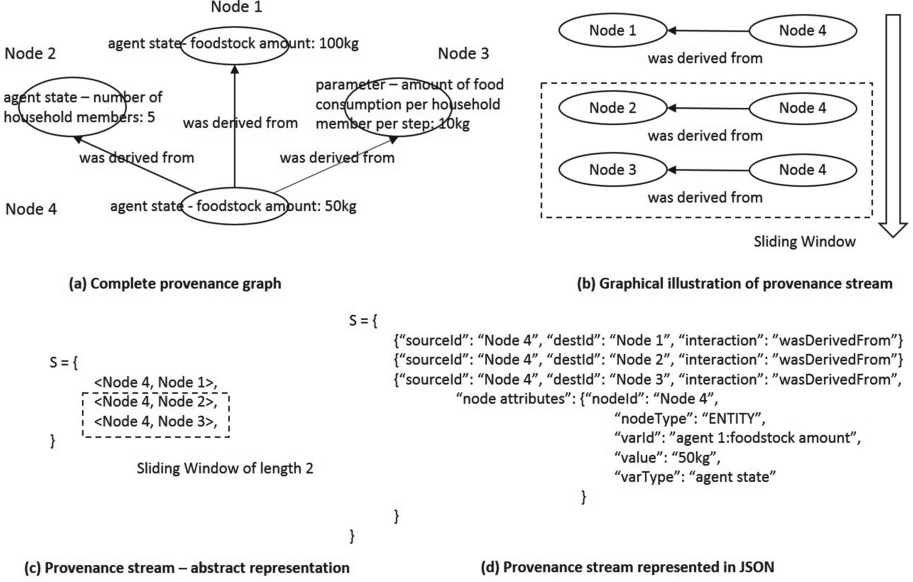 Node 1
agent state- foodstock amount: 100kg
Node 2
Node 3
agent state – number of
household members: 5
parameter – amount of food
consumption per household
member per step: 10kg
was derived from
was derived from
was derived from
Node 4
agent state - foodstock amount: 50kg
(a) Complete provenance graph
Node 1
Node 4
was derived from
Node 2
Node 4
was derived from
Node 3
Node 4
was derived from
Sliding Window
(b) Graphical illustration of provenance stream
S = {
<Node 4, Node 1>,
<Node 4, Node 2>,
<Node 4, Node 3>,
}
Sliding Window of length 2
(c) Provenance stream – abstract representation
S = {
{“sourceId”: “Node 4”, “destId”: “Node 1”, “interaction”: ”wasDerivedFrom”}
{“sourceId”: “Node 4”, “destId”: “Node 2”, “interaction”: ”wasDerivedFrom”}
{“sourceId”: “Node 4”, “destId”: “Node 3”, “interaction”: ”wasDerivedFrom”,
“node attributes”: {“nodeId”: “Node 4”,
“nodeType”: “ENTITY”,
“varId”: ”agent 1:foodstock amount”,
“value”: “50kg”,
“varType”: “agent state”
}
}
}
(d) Provenance stream represented in JSON